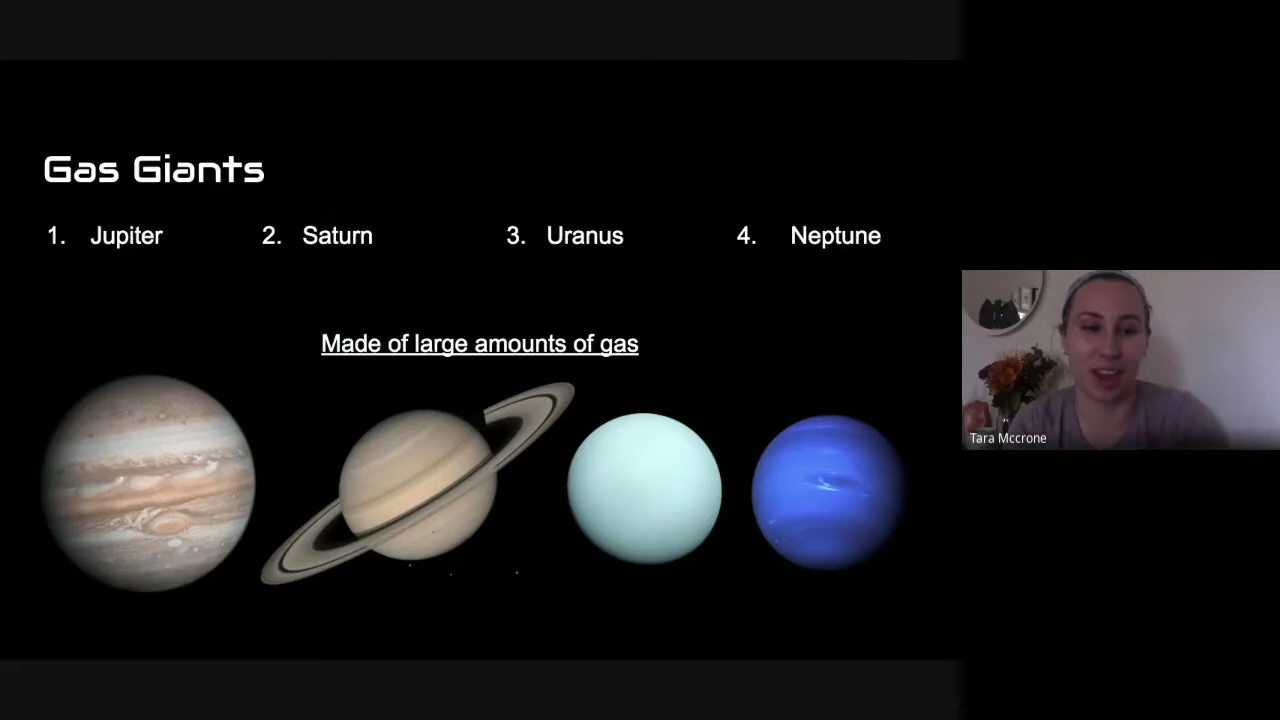 Gas Giants
1. Jupiter 2. Saturn 3. Uranus 4. Neptune
Made of large amounts of gas
Tara Mccrone